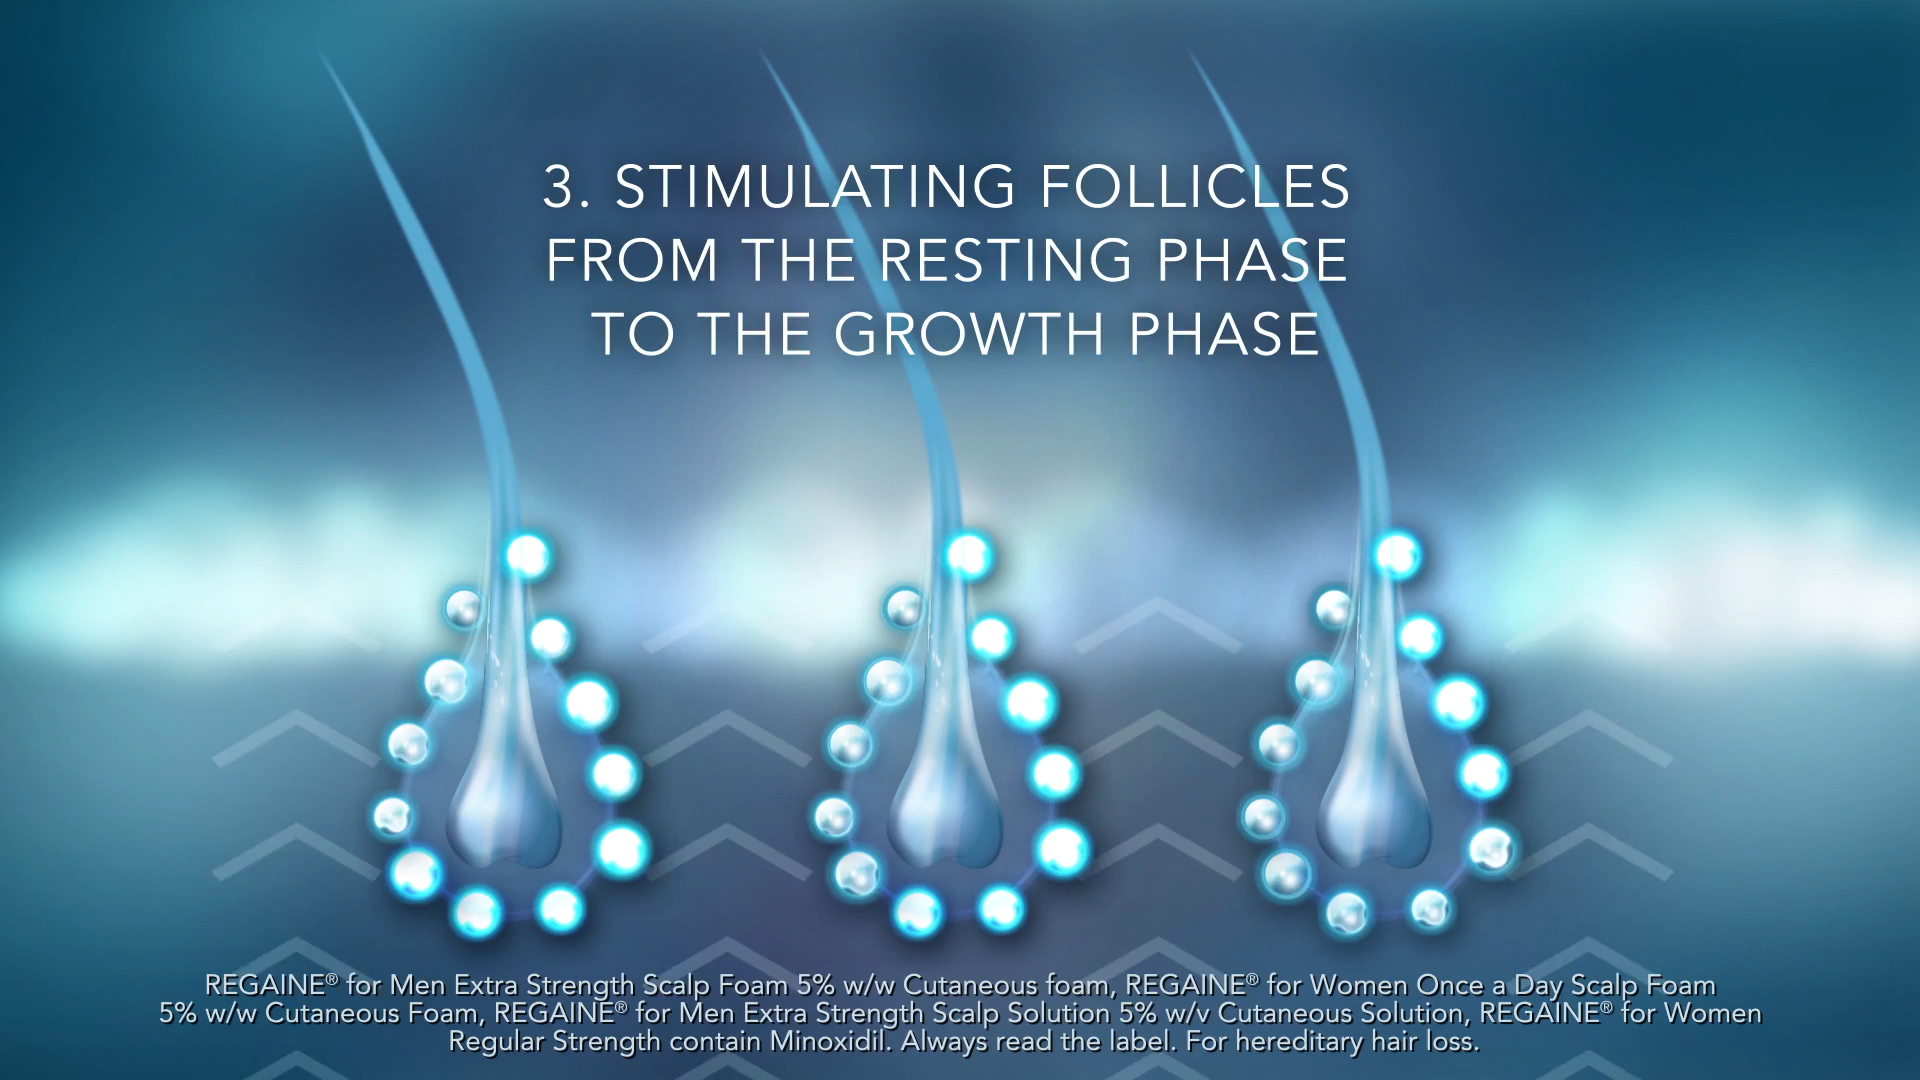 3. STIMULATING FOLLICLES
FROM THE RESTING PHASE
TO THE GROWTH PHASE
REGAINE® for Men Extra Strength Scalp Foam 5% w/w Cutaneous foam, REGAINE® for Women Once a Day Scalp Foam
5% w/w Cutaneous Foam, REGAINE® for Men Extra Strength Scalp Solution 5% w/v Cutaneous Solution, REGAINE® for Women
Regular Strength contain Minoxidil. Always read the label. For hereditary hair loss.